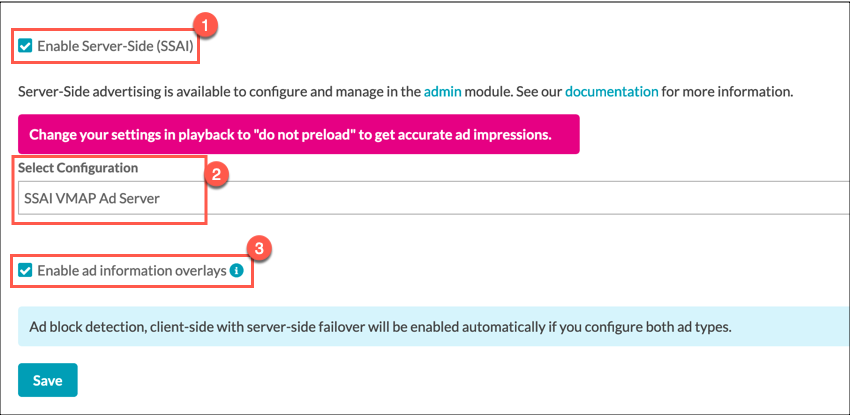 1
Enable Server-Side (SSAI)
Server-Side advertising is available to configure and manage in the admin module. See our documentation for more information.
Change your settings in playback to "do not preload" to get accurate ad impressions.
Select Configuration
2
SSAI VMAP Ad Server
3
Enable ad information overlays
Ad block detection, client-side with server-side failover will be enabled automatically if you configure both ad types.
Save